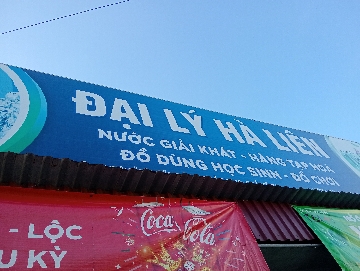 ĐẠI LÝ HÀ LIÊN
NƯỚC GIẢI KHÁT - HÀNG TẠP HÓA
ĐỒ DÙNG HỌC SINH - ĐỒ CHƠI
- LỘC
U KỲ
Coca Cola